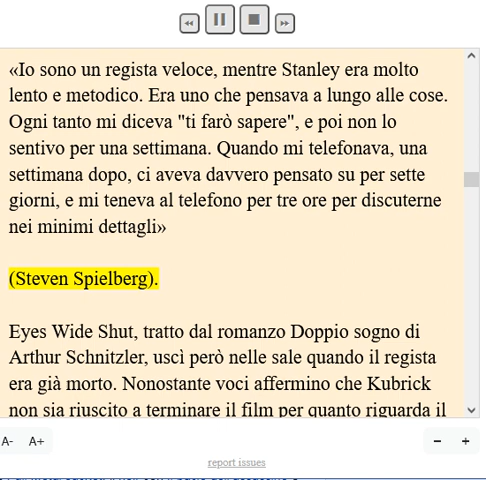 «Io sono un regista veloce, mentre Stanley era molto
lento e metodico. Era uno che pensava a lungo alle cose.
Ogni tanto mi diceva "ti farò sapere", e poi non lo
sentivo per una settimana. Quando mi telefonava, una
settimana dopo, ci aveva davvero pensato su per sette
giorni, e mi teneva al telefono per tre ore per discuterne
nei minimi dettagli»
(Steven Spielberg).
Eyes Wide Shut, tratto dal romanzo Doppio sogno di
Arthur Schnitzler, uscì però nelle sale quando il regista
era già morto. Nonostante voci affermino che Kubrick
non sia riuscito a terminare il film per quanto riguarda il
A- A+ - +
report issues